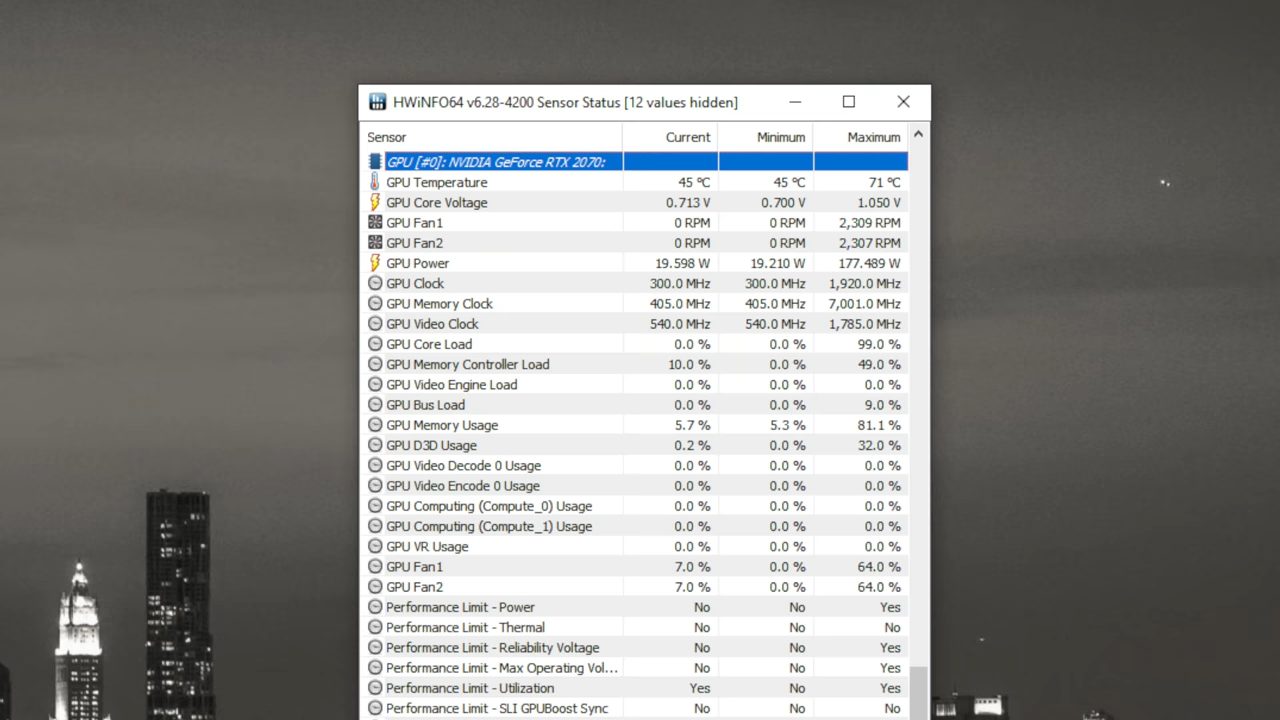 HWiNFO64 v6.28-4200 Sensor Status [12 values hidden]
Sensor Current Minimum Maximum
GPU [#0]: NVIDIA GeForce RTX 2070:
GPU Temperature 45 ºC 45 ºC 71 ºC
GPU Core Voltage 0.713 V 0.700 V 1.050 V
GPU Fan1 0 RPM 0 RPM 2,309 RPM
GPU Fan2 0 RPM 0 RPM 2,307 RPM
GPU Power 19.598 W 19.210 W 177.489 W
GPU Clock 300.0 MHz 300.0 MHz 1,920.0 MHz
GPU Memory Clock 405.0 MHz 405.0 MHz 7,001.0 MHz
GPU Video Clock 540.0 MHz 540.0 MHz 1,785.0 MHz
GPU Core Load 0.0 % 0.0 % 99.0 %
GPU Memory Controller Load 10.0 % 0.0 % 49.0 %
GPU Video Engine Load 0.0 % 0.0 % 0.0 %
GPU Bus Load 0.0 % 0.0 % 9.0 %
GPU Memory Usage 5.7 % 5.3 % 81.1 %
GPU D3D Usage 0.2 % 0.0 % 32.0 %
GPU Video Decode 0 Usage 0.0 % 0.0 % 0.0 %
GPU Video Encode 0 Usage 0.0 % 0.0 % 0.0 %
GPU Computing (Compute_0) Usage 0.0 % 0.0 % 0.0 %
GPU Computing (Compute_1) Usage 0.0 % 0.0 % 0.0 %
GPU VR Usage 0.0 % 0.0 % 0.0 %
GPU Fan1 7.0 % 0.0 % 64.0 %
GPU Fan2 7.0 % 0.0 % 64.0 %
Performance Limit - Power No No Yes
Performance Limit - Thermal No No No
Performance Limit - Reliability Voltage No No Yes
Performance Limit - Max Operating Vol... No No Yes
Performance Limit - Utilization Yes No Yes
Performance Limit - SLI GPUBoost Sync No No No